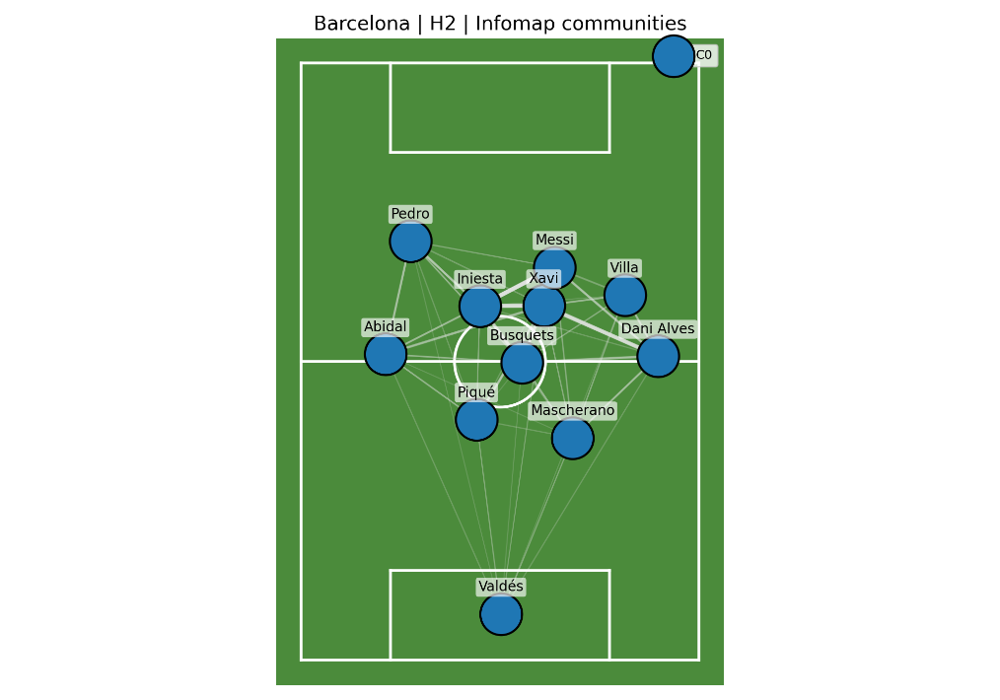 Barcelona | H2 | Infomap communities
C0
Pedro
Messi
Villa
Iniesta
Xavi
Abidal
Dani Alves
Busquets
Piqué
Mascherano
Valdés